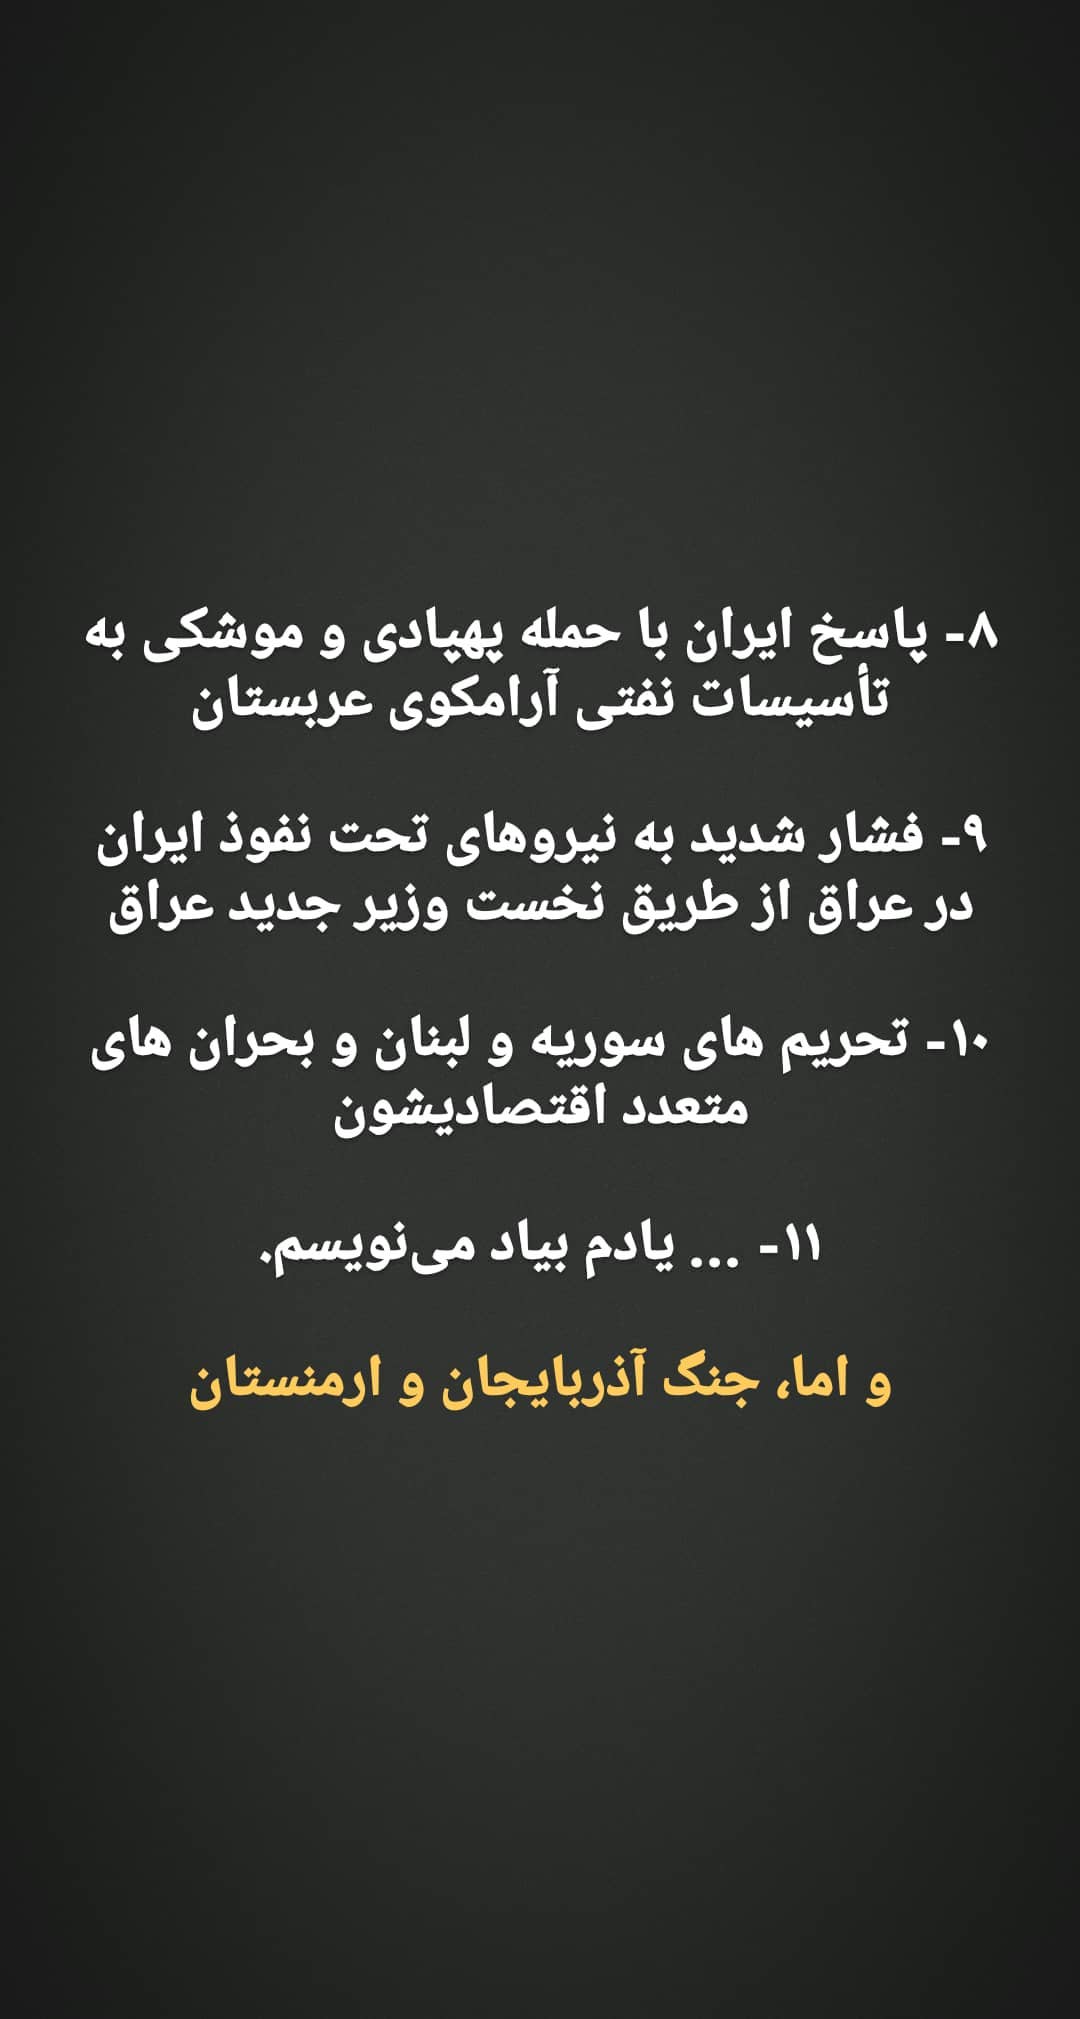 ۸- پاسخ ایران با حمله پهپادی و موشکی به
تأسیسات نفتی آرامکوی عربستان
۹- فشار شدید به نیروهای تحت نفوذ ایران
در عراق از طریق نخست وزیر جدید عراق
۱۰- تحریم های سوریه و لبنان و بحران های
متعدد اقتصادیشون
۱۱- ... یادم بیاد می‌نویسم.
و اما، جنگ آذربایجان و ارمنستان